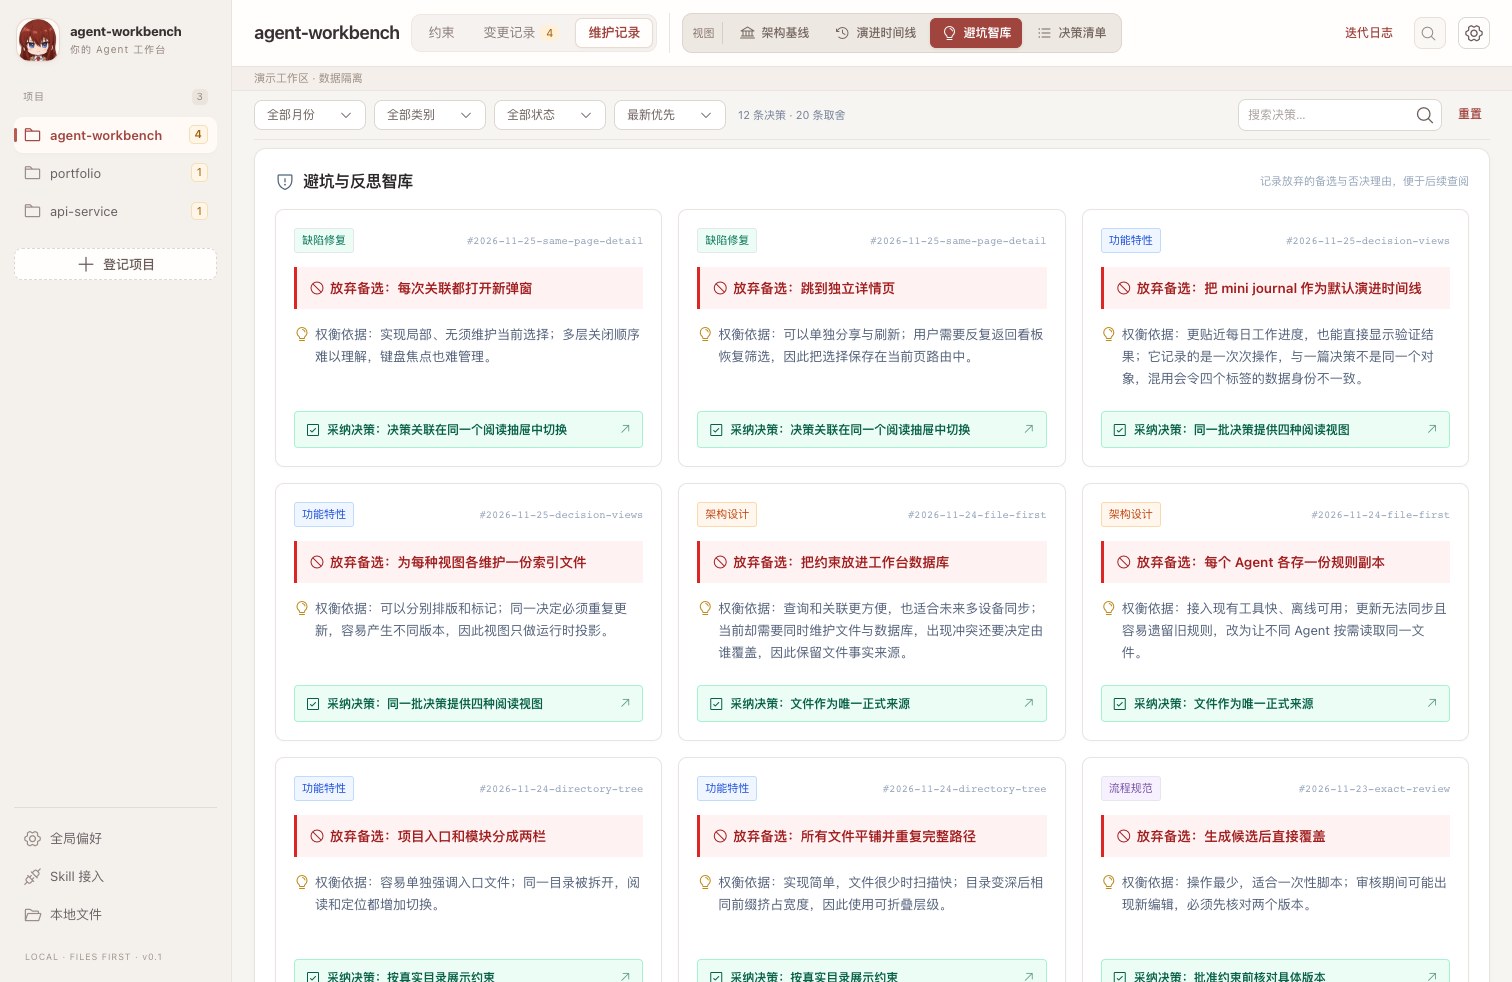 agent-workbench
你的 Agent 工作台
项目
3
agent-workbench
4
portfolio
1
api-service
1
登记项目
全局偏好
Skill 接入
本地文件
LOCAL · FILES FIRST · v0.1
agent-workbench
约束
变更记录 4
维护记录
视图
架构基线
演进时间线
避坑智库
决策清单
迭代日志
演示工作区 · 数据隔离
全部月份
全部类别
全部状态
最新优先
12 条决策 · 20 条取舍
搜索决策...
重置
避坑与反思智库
记录放弃的备选与否决理由，便于后续查阅
缺陷修复
#2026-11-25-same-page-detail
放弃备选：每次关联都打开新弹窗
权衡依据：实现局部、无须维护当前选择；多层关闭顺序
难以理解，键盘焦点也难管理。
采纳决策：决策关联在同一个阅读抽屉中切换
缺陷修复
#2026-11-25-same-page-detail
放弃备选：跳到独立详情页
权衡依据：可以单独分享与刷新；用户需要反复返回看板
恢复筛选，因此把选择保存在当前页路由中。
采纳决策：决策关联在同一个阅读抽屉中切换
功能特性
#2026-11-25-decision-views
放弃备选：把 mini journal 作为默认演进时间线
权衡依据：更贴近每日工作进度，也能直接显示验证结
果；它记录的是一次次操作，与一篇决策不是同一个对
象，混用会令四个标签的数据身份不一致。
采纳决策：同一批决策提供四种阅读视图
功能特性
#2026-11-25-decision-views
放弃备选：为每种视图各维护一份索引文件
权衡依据：可以分别排版和标记；同一决定必须重复更
新，容易产生不同版本，因此视图只做运行时投影。
采纳决策：同一批决策提供四种阅读视图
架构设计
#2026-11-24-file-first
放弃备选：把约束放进工作台数据库
权衡依据：查询和关联更方便，也适合未来多设备同步；
当前却需要同时维护文件与数据库，出现冲突还要决定由
谁覆盖，因此保留文件事实来源。
采纳决策：文件作为唯一正式来源
架构设计
#2026-11-24-file-first
放弃备选：每个 Agent 各存一份规则副本
权衡依据：接入现有工具快、离线可用；更新无法同步且
容易遗留旧规则，改为让不同 Agent 按需读取同一文
件。
采纳决策：文件作为唯一正式来源
功能特性
#2026-11-24-directory-tree
放弃备选：项目入口和模块分成两栏
权衡依据：容易单独强调入口文件；同一目录被拆开，阅
读和定位都增加切换。
采纳决策：按真实目录展示约束
功能特性
#2026-11-24-directory-tree
放弃备选：所有文件平铺并重复完整路径
权衡依据：实现简单，文件很少时扫描快；目录变深后相
同前缀挤占宽度，因此使用可折叠层级。
采纳决策：按真实目录展示约束
流程规范
#2026-11-23-exact-review
放弃备选：生成候选后直接覆盖
权衡依据：操作最少，适合一次性脚本；审核期间可能出
现新编辑，必须先核对两个版本。
采纳决策：批准约束前核对具体版本